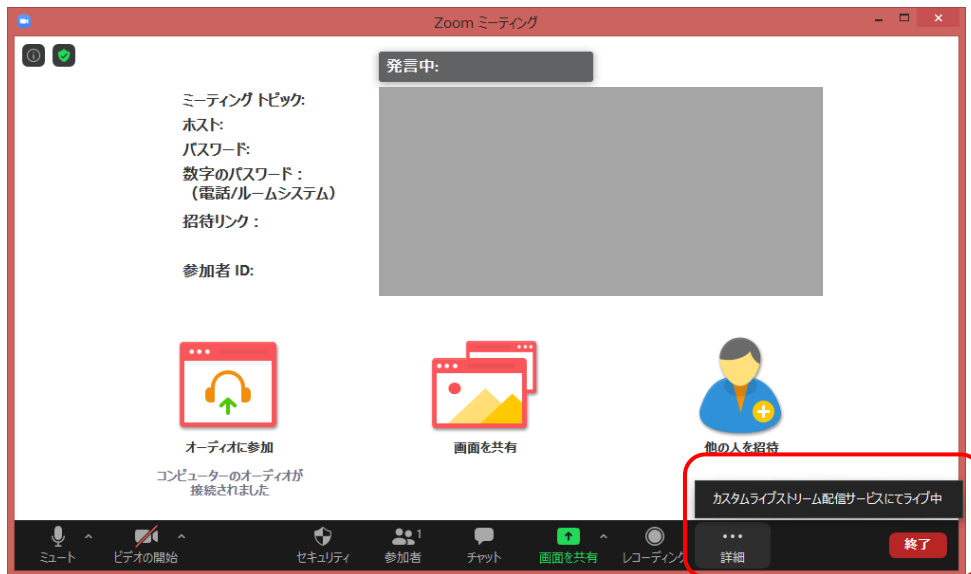 Zoom ミーティング
発言中:
ミーティング トピック:
ホスト:
パスワード:
数字のパスワード：
（電話/ルームシステム）
招待リンク：
参加者 ID:
オーディオに参加
画面を共有
他の人を招待
コンピューターのオーディオが
接続されました
カスタムライブストリーム配信サービスにてライブ中
ミュート
ビデオの開始
セキュリティ
1
参加者
チャット
画面を共有
レコーディング
詳細
終了